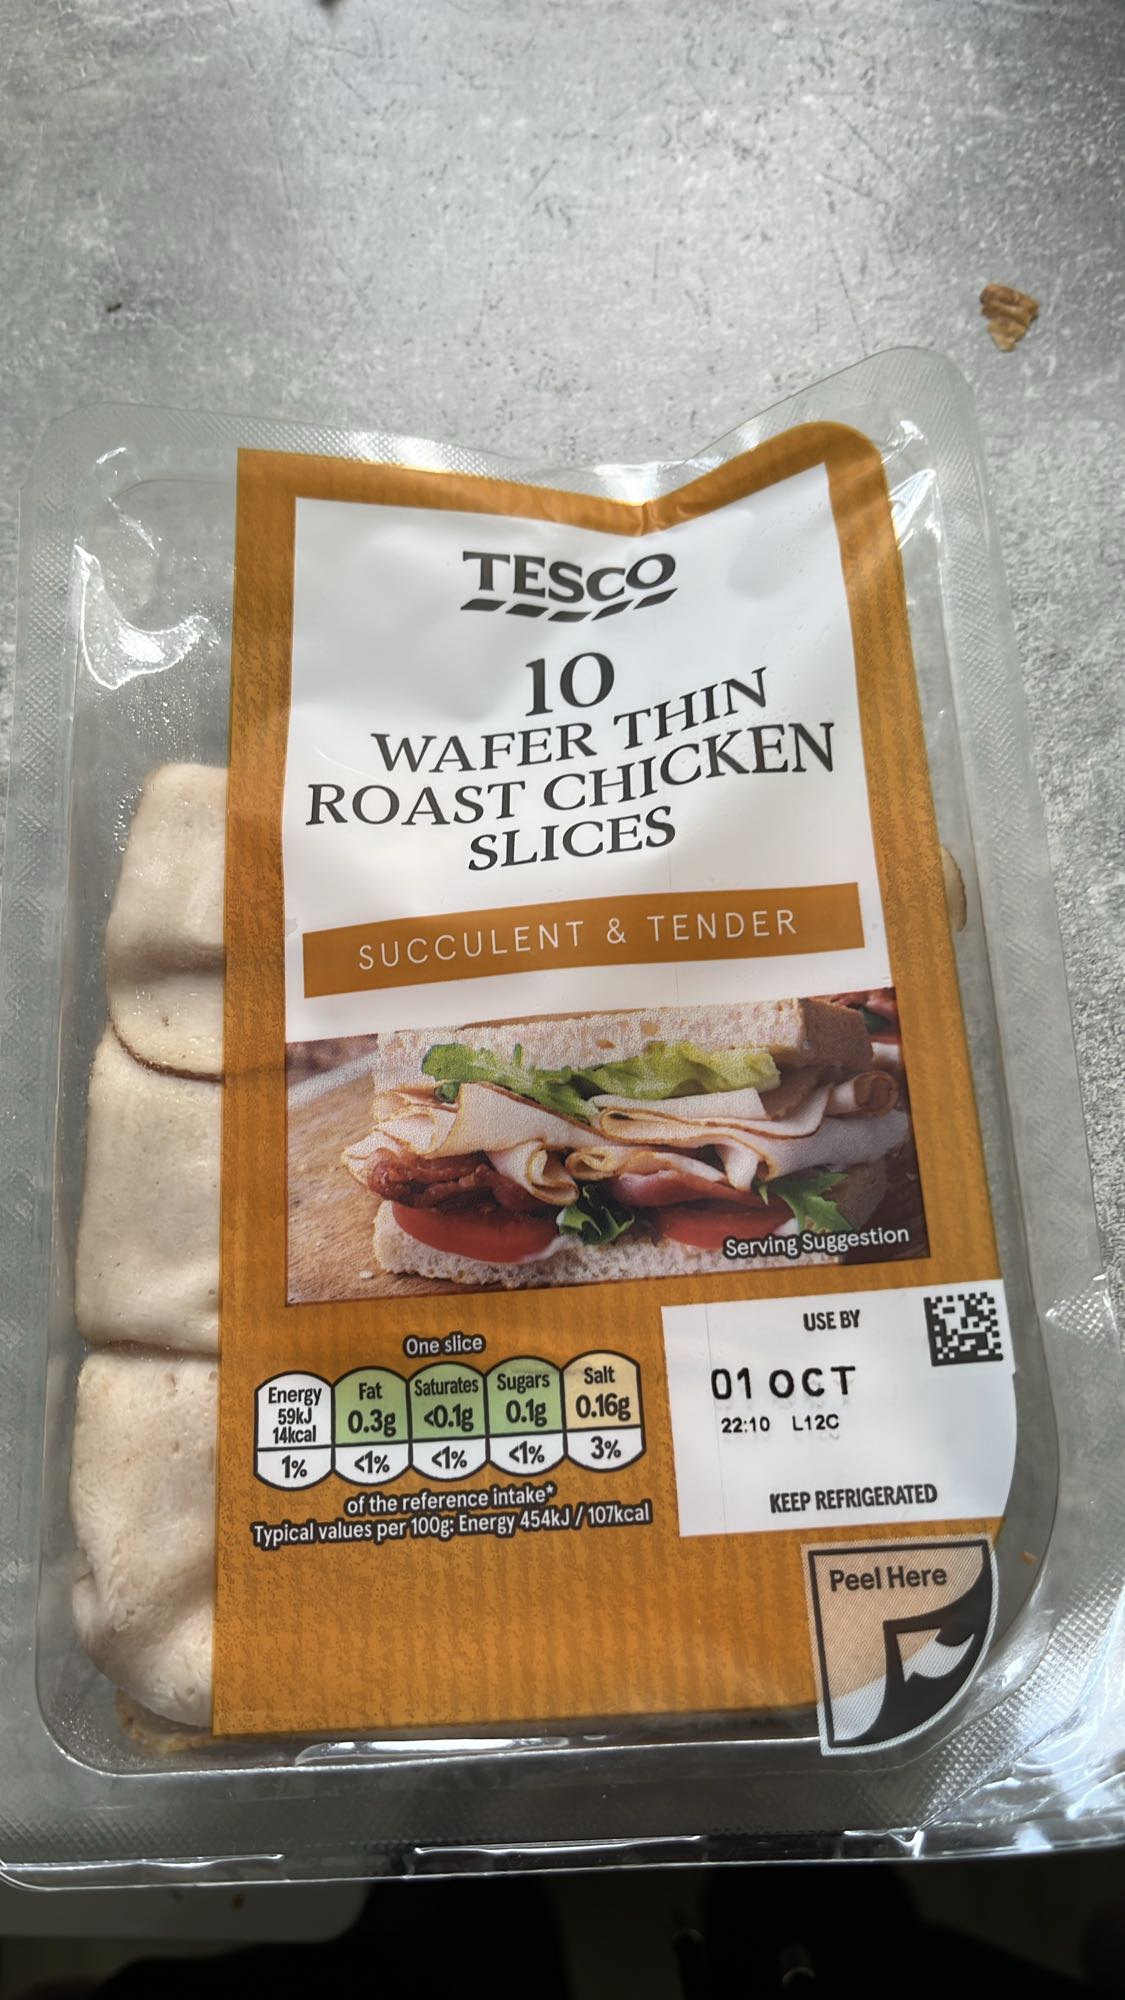 TESCO
10
WAFER THIN
ROAST CHICKEN
SLICES
SUCCULENT & TENDER
Serving Suggestion
One slice
Energy
59kJ
14kcal
1%
Fat
0.3g
<1%
Saturates
<0.1g
<1%
Sugars
0.1g
<1%
Salt
0.16g
3%
of the reference intake*
Typical values per 100g: Energy 454kJ / 107kcal
USE BY
01 OCT
22:10 L12C
KEEP REFRIGERATED
Peel Here